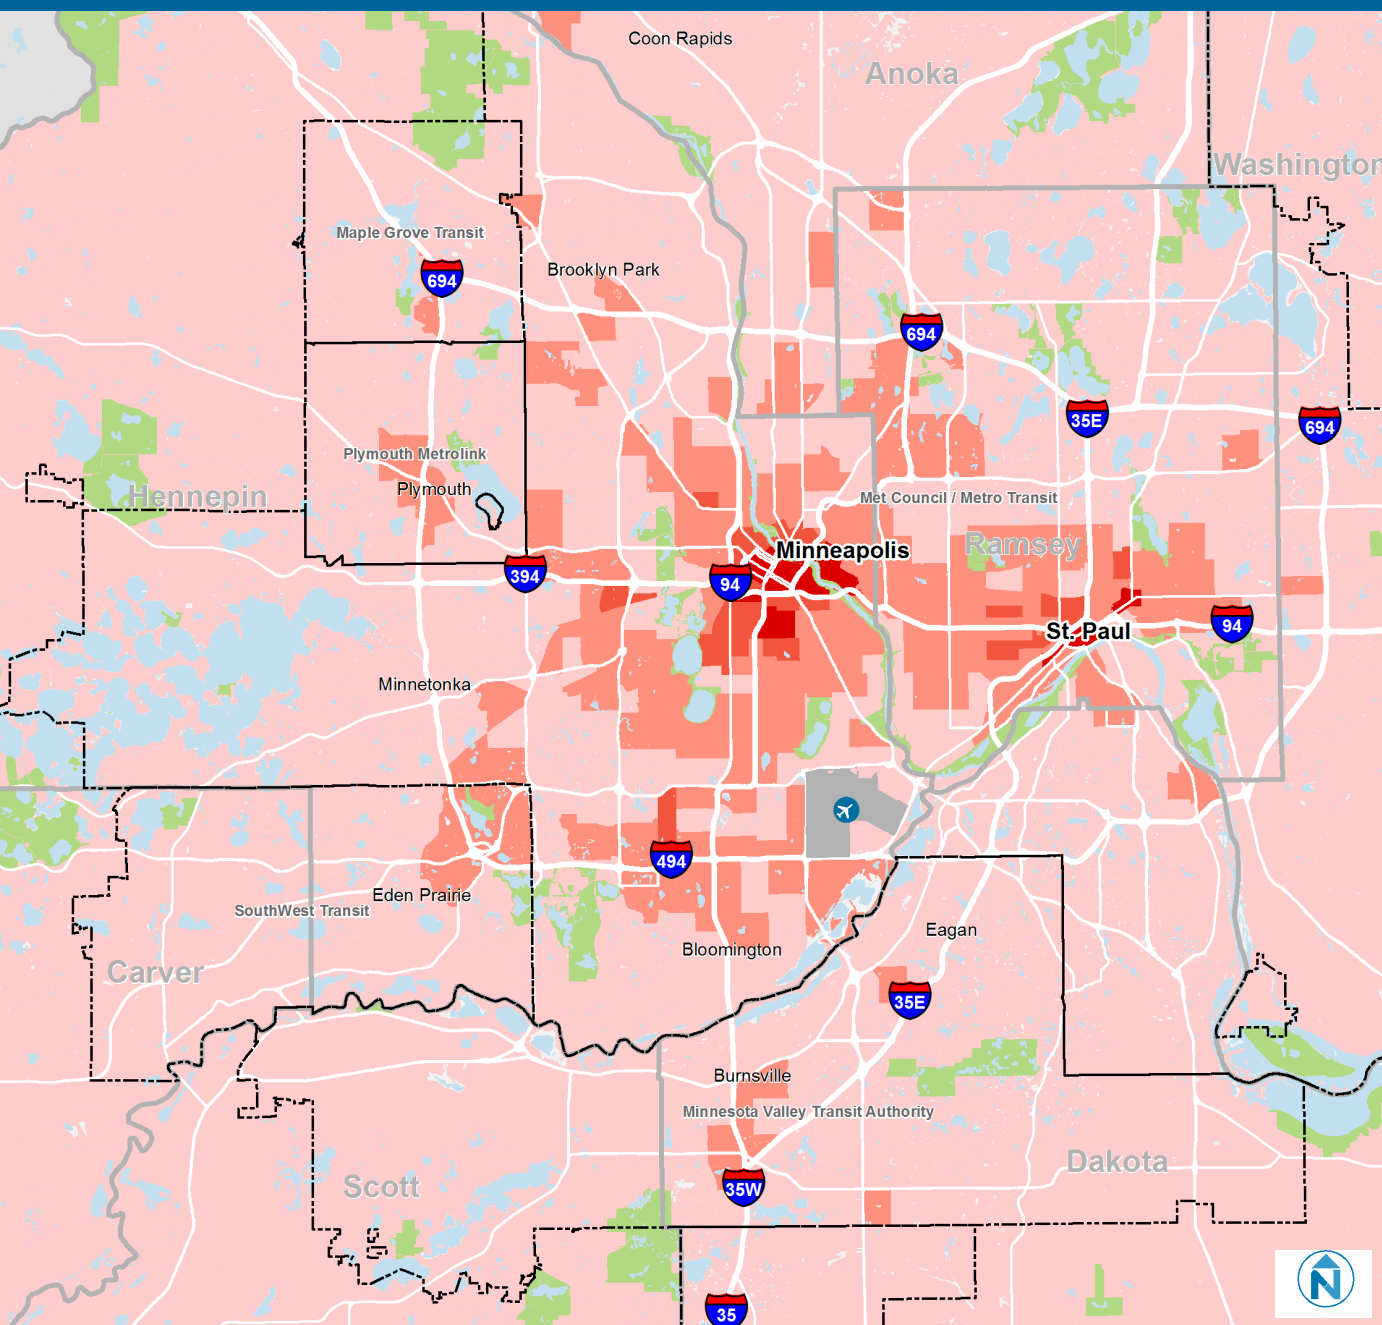 Coon Rapids
Anoka
Washington
Maple Grove Transit
694
Brooklyn Park
694
35E
694
Plymouth Metrolink
Plymouth
Hennepin
Met Council / Metro Transit
Ramsey
Minneapolis
394
94
94
St. Paul
Minnetonka
494
Eden Prairie
SouthWest Transit
Bloomington
Eagan
Carver
35E
Burnsville
Minnesota Valley Transit Authority
Dakota
Scott
35W
N
35